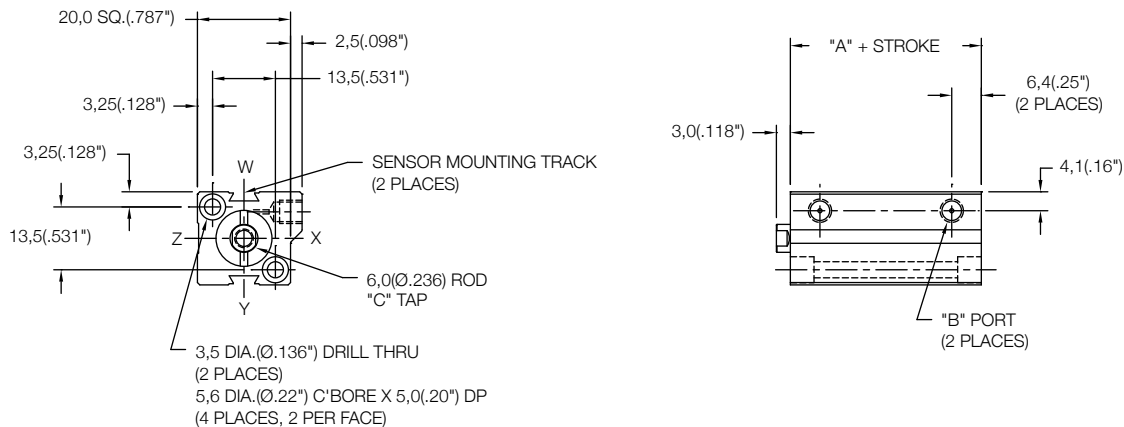 20,0 SQ.(.787")
2,5(.098")
13,5(.531")
3,25(.128")
3,25(.128")
W
SENSOR MOUNTING TRACK
(2 PLACES)
13,5(.531")
Z
X
6,0(Ø.236) ROD
"C" TAP
Y
3,5 DIA.(Ø.136") DRILL THRU
(2 PLACES)
5,6 DIA.(Ø.22") C'BORE X 5,0(.20") DP
(4 PLACES, 2 PER FACE)
"A" + STROKE
6,4(.25")
(2 PLACES)
3,0(.118")
4,1(.16")
"B" PORT
(2 PLACES)